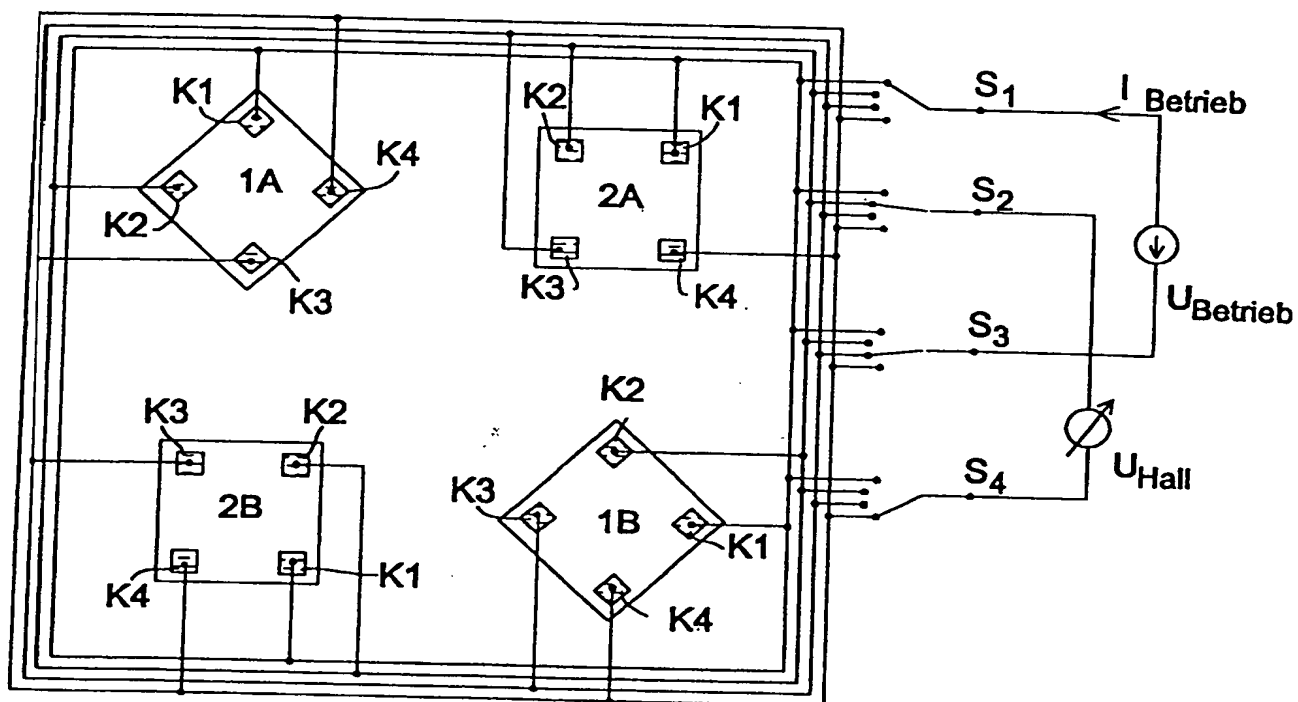 K1
1A
K4
K2
K3
K2
K1
2A
K3
K4
K3
K2
2B
K4
K1
K2
K3
1B
K1
K4
S1
I Betrieb
S2
U Betrieb
S3
U Hall
S4